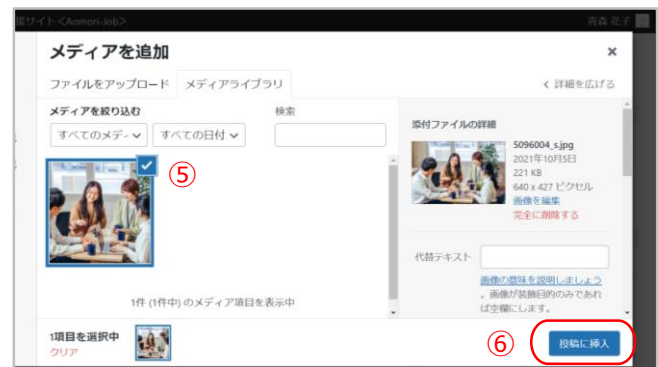 サイト<Aomori-Job>
青森 花子
メディアを追加
×
ファイルをアップロード
メディアライブラリ
< 詳細を広げる
メディアを絞り込む
検索
すべてのメデ
すべての日付
⑤
添付ファイルの詳細
5096004_s.jpg
2021年10月5日
221 KB
640 x 427 ピクセル
画像を編集
完全に削除する
代替テキスト
画像の意味を説明しましょう
。画像が装飾目的のみであれ
ば空欄にします。
1件 (1件中) のメディア項目を表示中
1項目を選択中
クリア
⑥
投稿に挿入